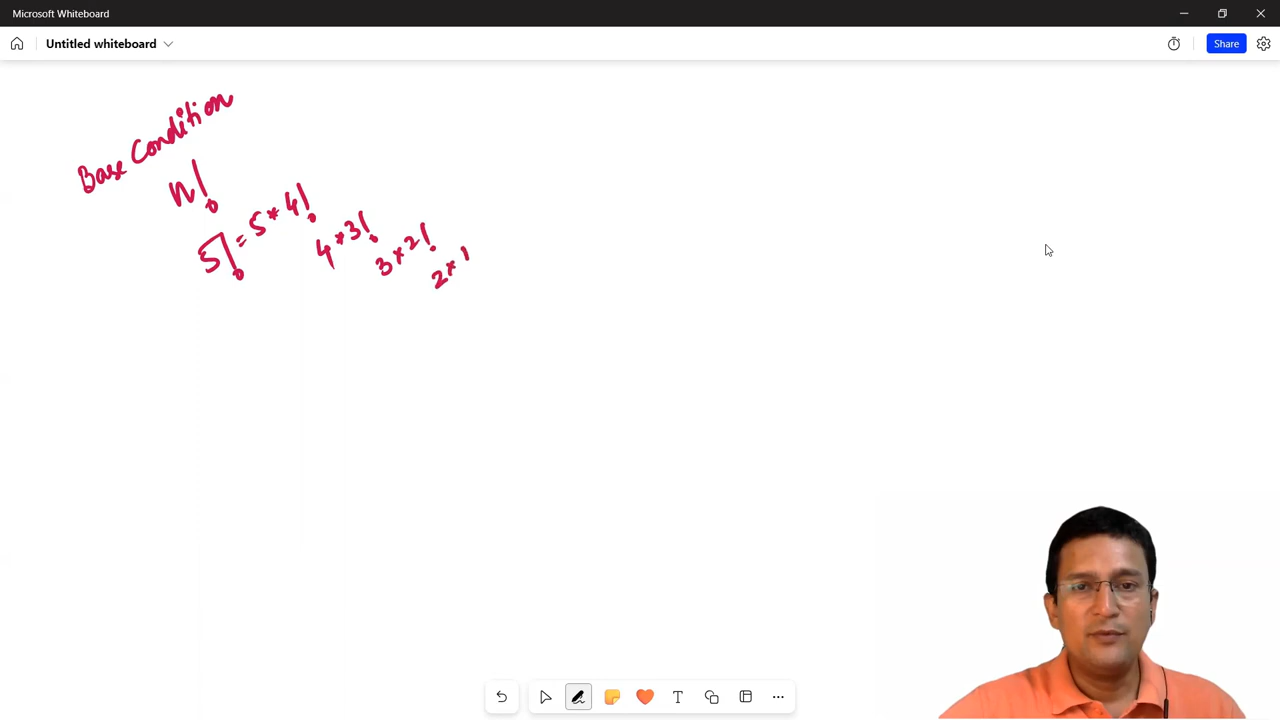 Microsoft Whiteboard
Untitled whiteboard
Share
Base Condition
n!
5! = 5 * 4!
4 * 3!
3 * 2!
2 * 1